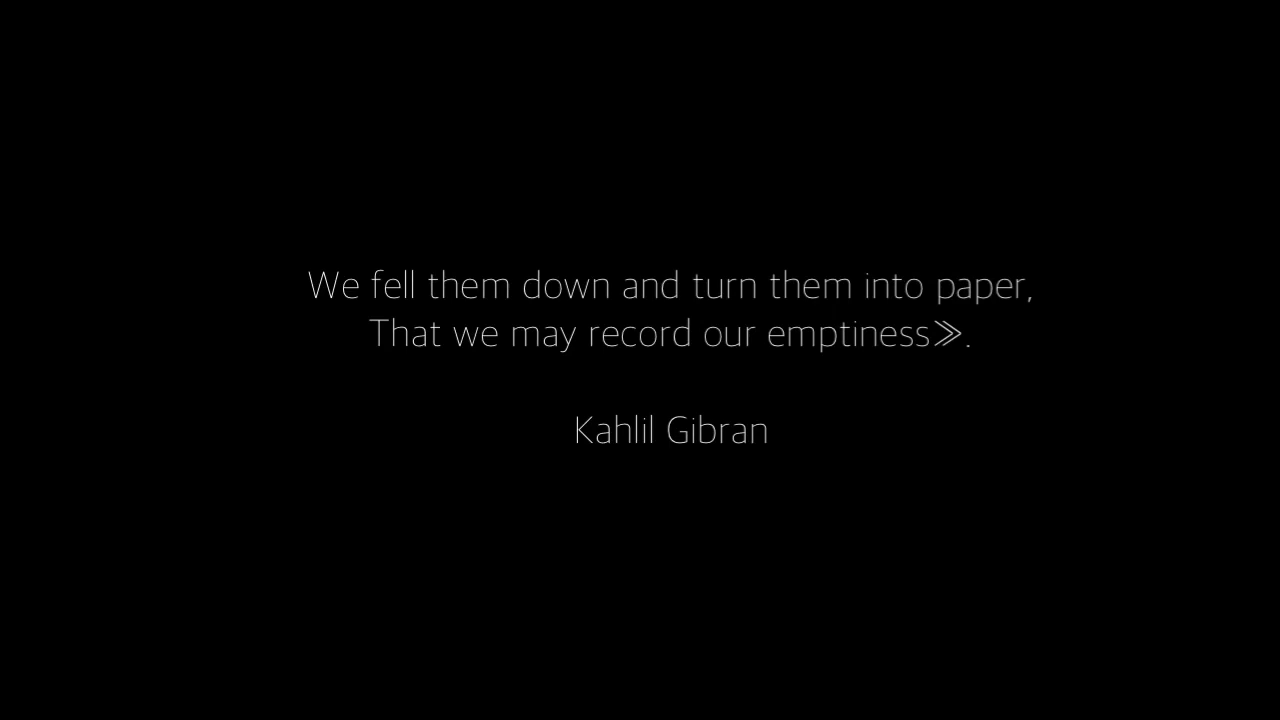 We fell them down and turn them into paper,
That we may record our emptiness≫.
Kahlil Gibran